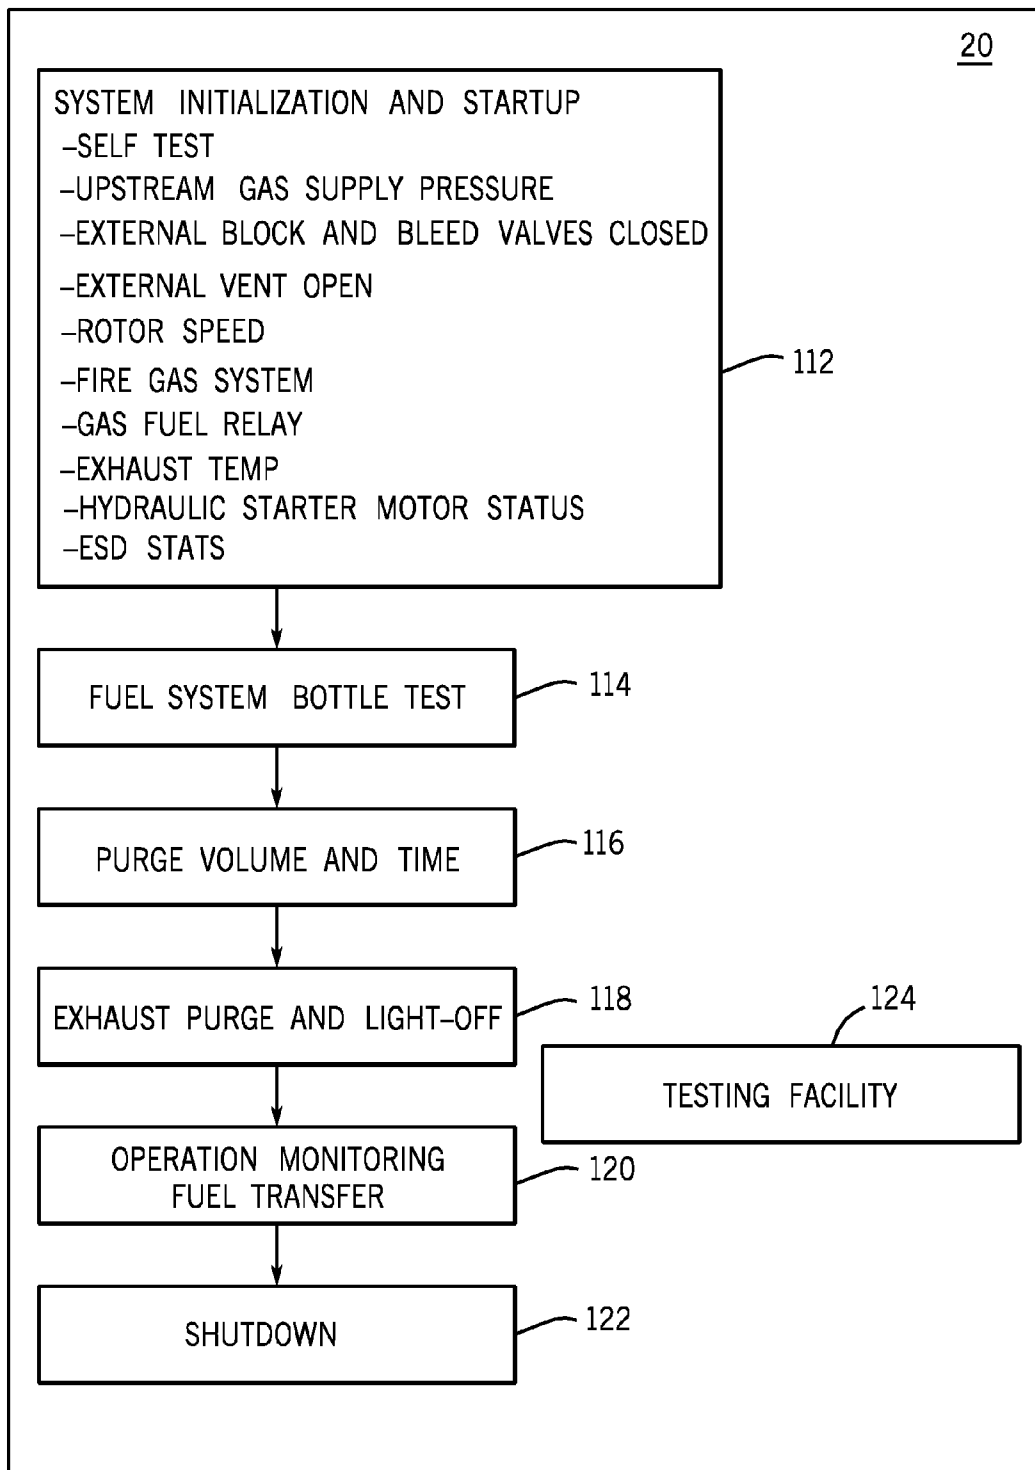 20
SYSTEM INITIALIZATION AND STARTUP
–SELF TEST
–UPSTREAM GAS SUPPLY PRESSURE
–EXTERNAL BLOCK AND BLEED VALVES CLOSED
–EXTERNAL VENT OPEN
–ROTOR SPEED
–FIRE GAS SYSTEM
–GAS FUEL RELAY
–EXHAUST TEMP
–HYDRAULIC STARTER MOTOR STATUS
–ESD STATS
112
FUEL SYSTEM BOTTLE TEST
114
PURGE VOLUME AND TIME
116
EXHAUST PURGE AND LIGHT–OFF
118
124
TESTING FACILITY
OPERATION MONITORING
FUEL TRANSFER
120
SHUTDOWN
122